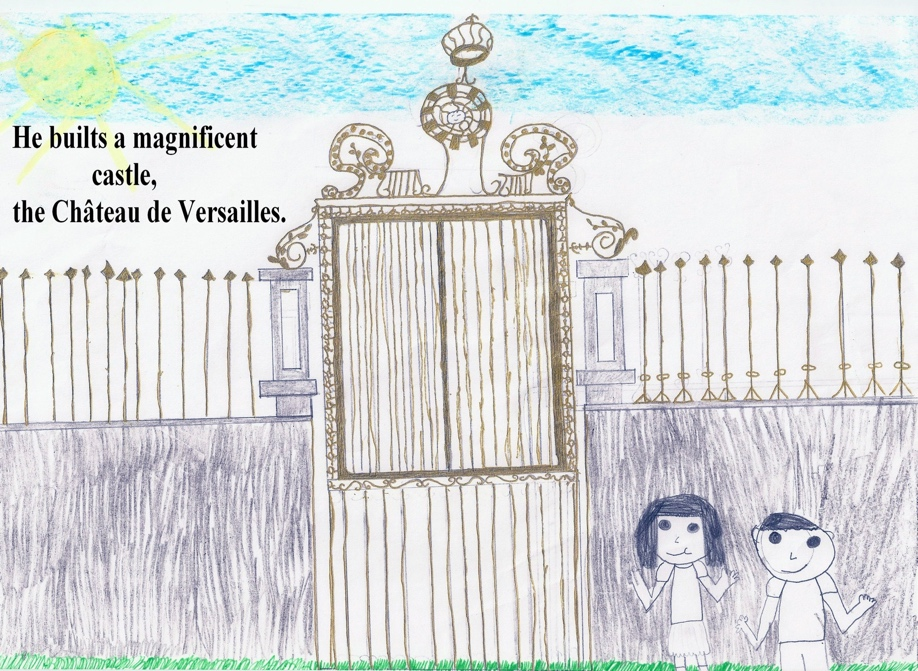 He builts a magnificent
castle,
the Château de Versailles.